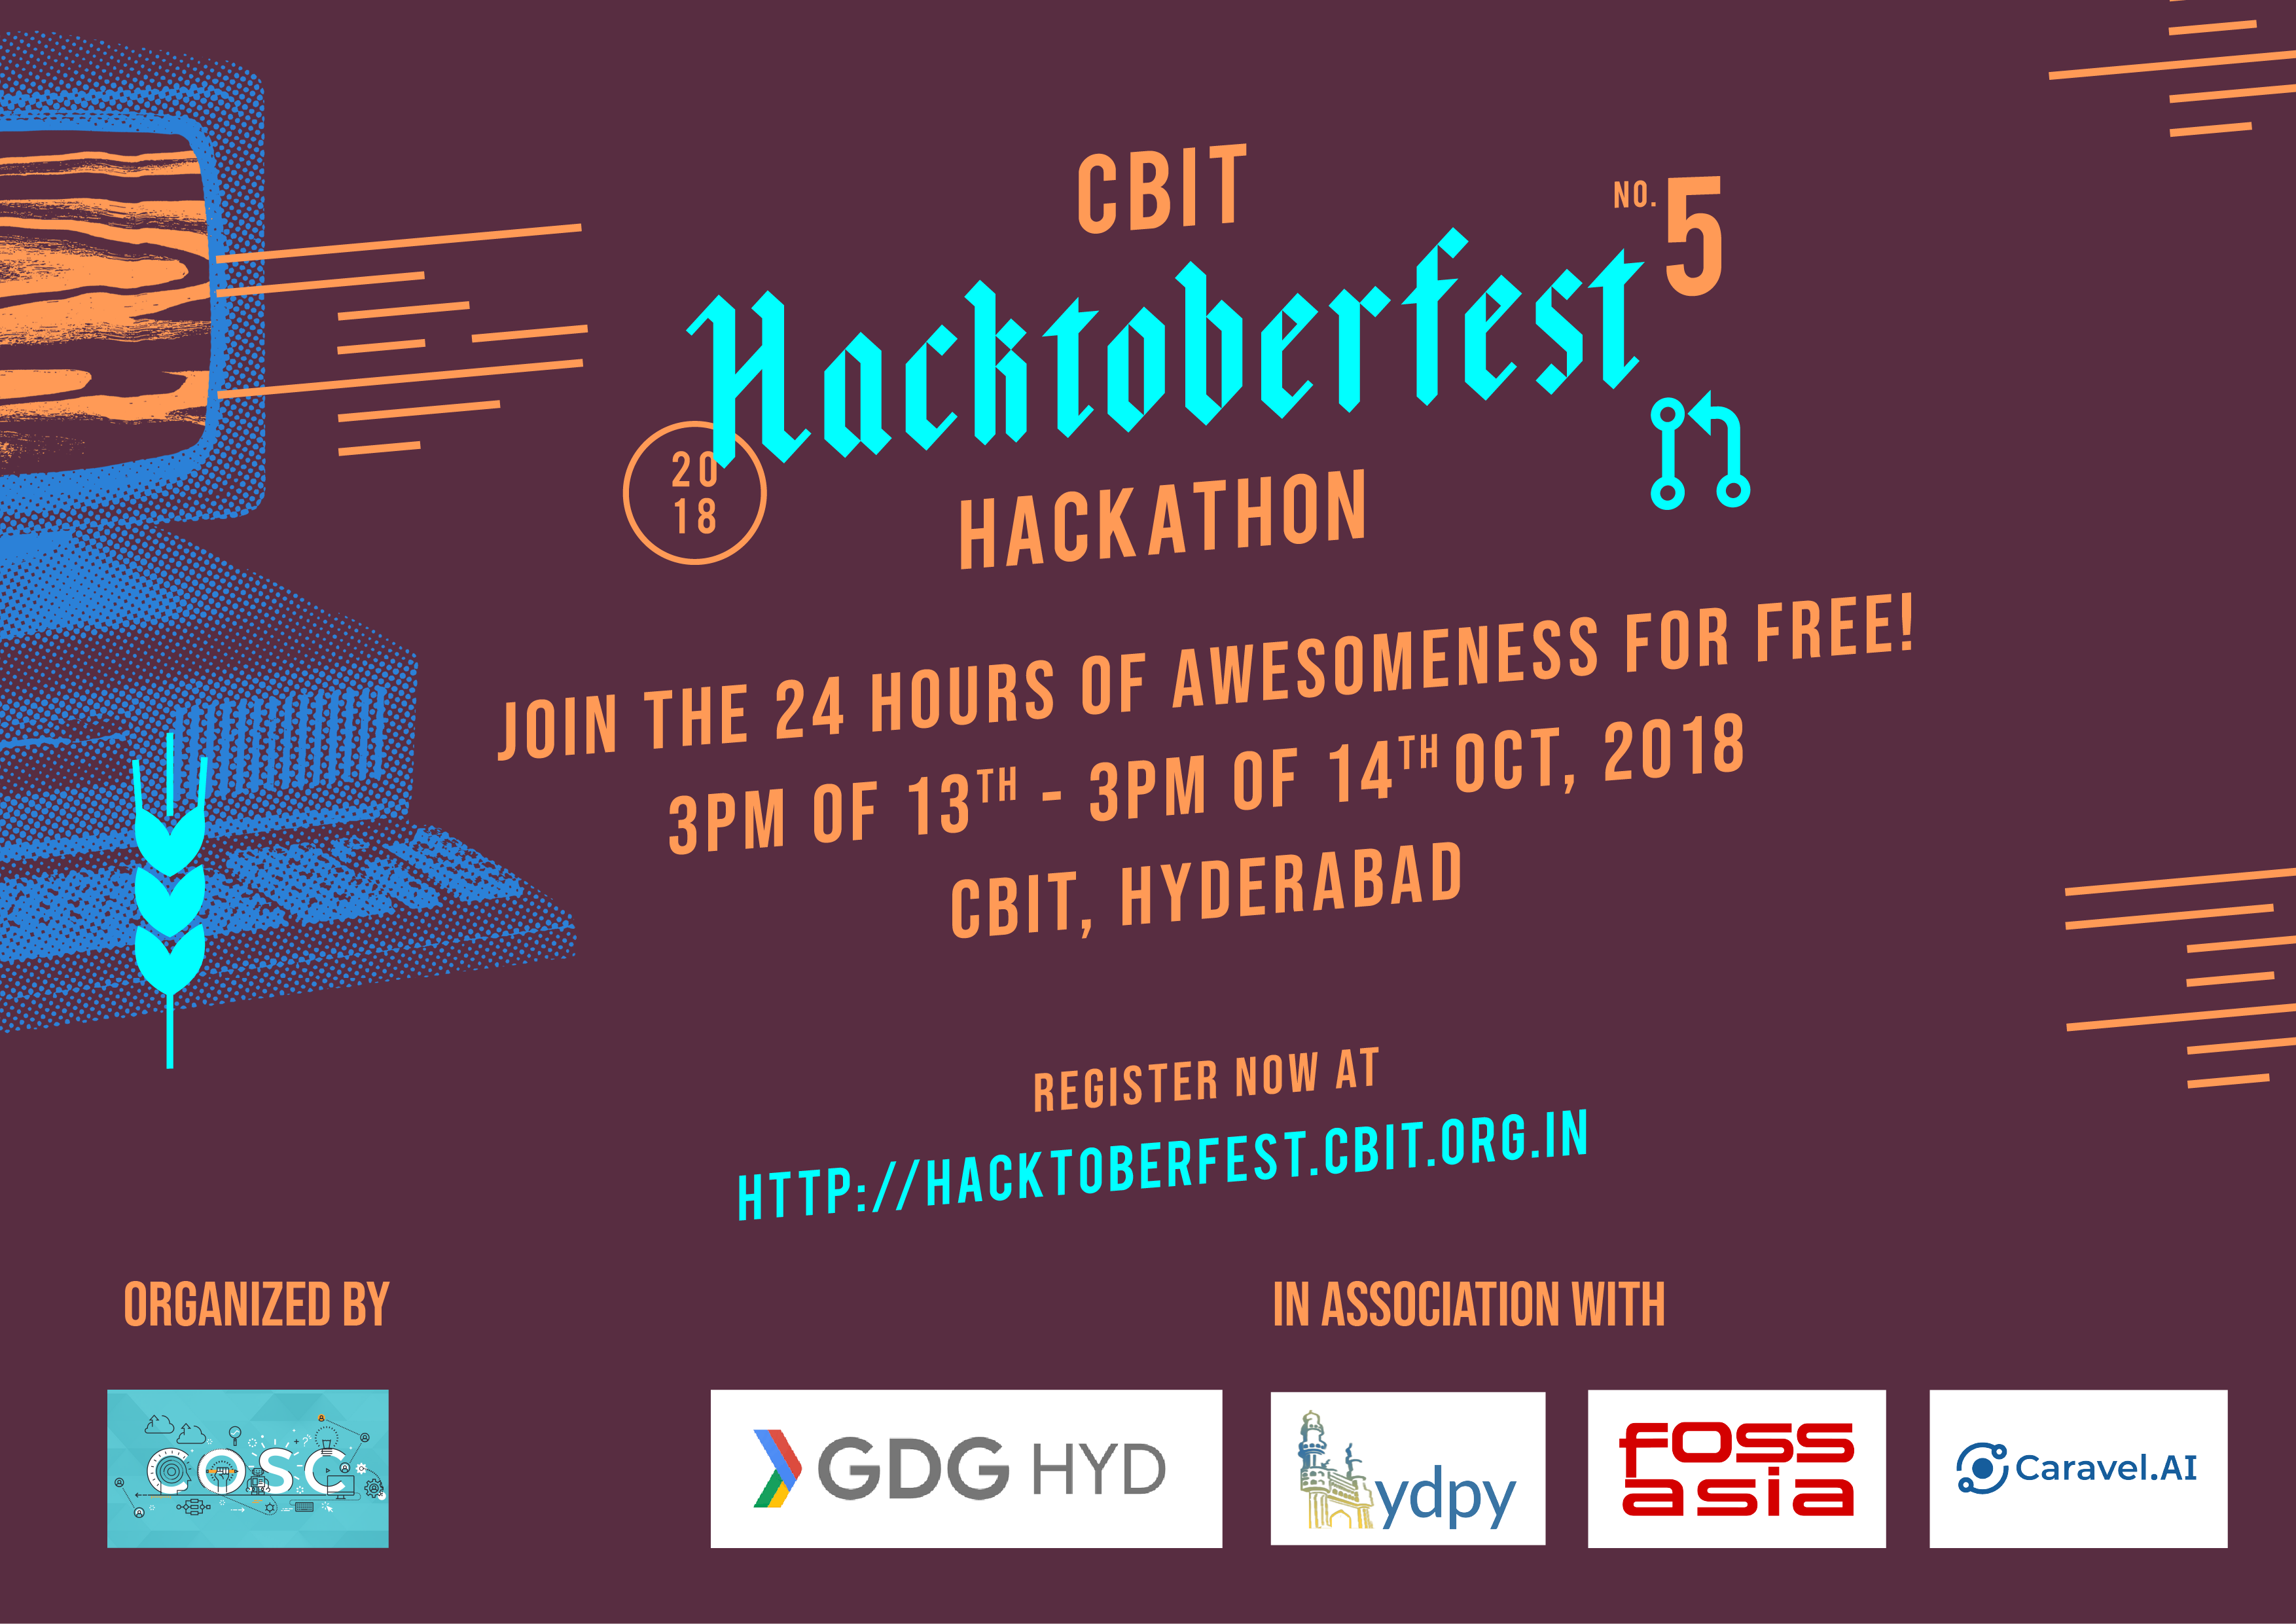 CBIT
NO. 5
Hacktoberfest
20
18
HACKATHON
JOIN THE 24 HOURS OF AWESOMENESS FOR FREE!
3PM OF 13TH - 3PM OF 14TH OCT, 2018
CBIT, HYDERABAD
REGISTER NOW AT
HTTP://HACKTOBERFEST.CBIT.ORG.IN
ORGANIZED BY
IN ASSOCIATION WITH
COSC
GDG HYD
ydpy
FOSS
asia
Caravel.AI